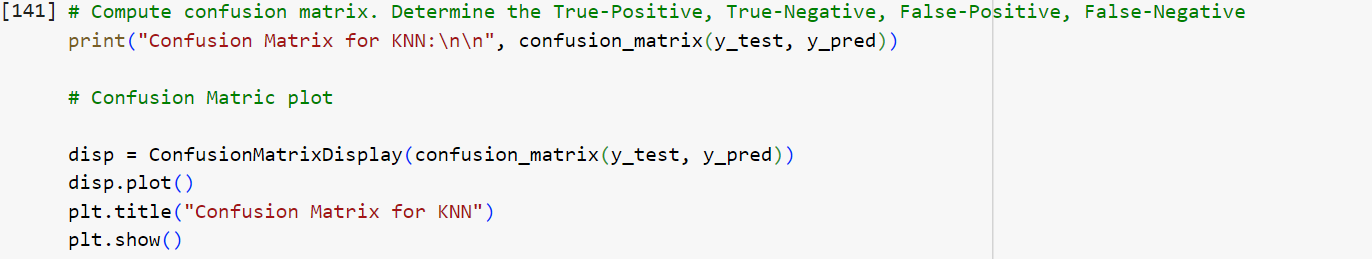 [141] # Compute confusion matrix. Determine the True-Positive, True-Negative, False-Positive, False-Negative
print("Confusion Matrix for KNN:\n\n", confusion_matrix(y_test, y_pred))
# Confusion Matric plot
disp = ConfusionMatrixDisplay(confusion_matrix(y_test, y_pred))
disp.plot()
plt.title("Confusion Matrix for KNN")
plt.show()